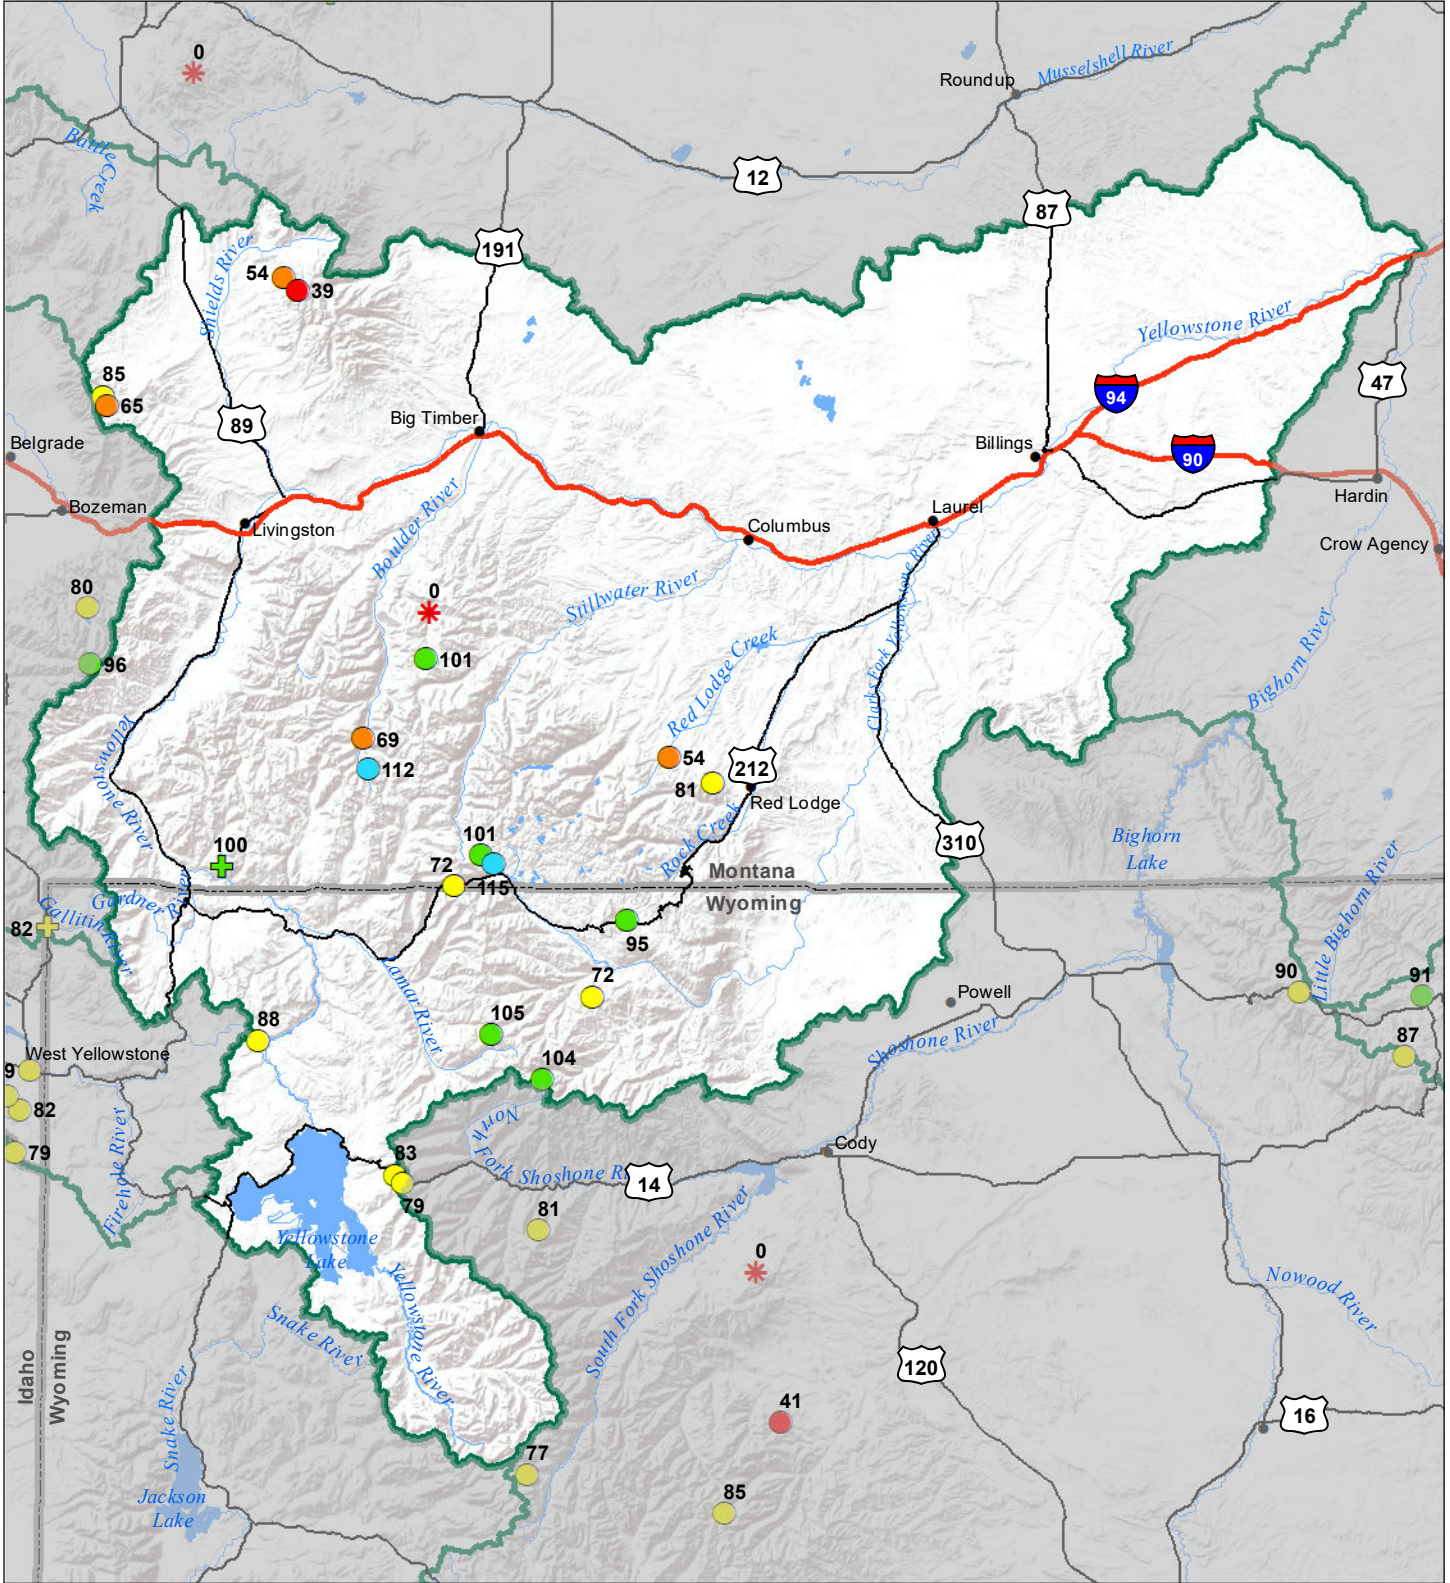 0
Roundup
Musselshell River
Battle Creek
12
87
191
Shields River
54
39
Yellowstone River
85
65
47
94
89
Big Timber
Belgrade
Billings
90
Bozeman
Hardin
Livingston
Boulder River
Laurel
Columbus
Crow Agency
80
0
Stillwater River
Clarks Fork Yellowstone River
96
101
Red Lodge Creek
Bighorn River
Yellowstone River
69
112
54
81
212
Red Lodge
100
101
115
72
Rock Creek
310
Bighorn Lake
Montana
Wyoming
Little Bighorn River
Gardner River
Gallitin River
82
95
72
Lamar River
90
91
Powell
88
105
104
Shoshone River
87
West Yellowstone
9
82
79
Firehole River
North
Fork Shoshone R
14
Cody
83
79
81
Yellowstone Lake
Yellowstone River
South Fork Shoshone River
0
Nowood River
Snake River
Idaho
Wyoming
Snake River
120
41
16
77
85
Jackson Lake